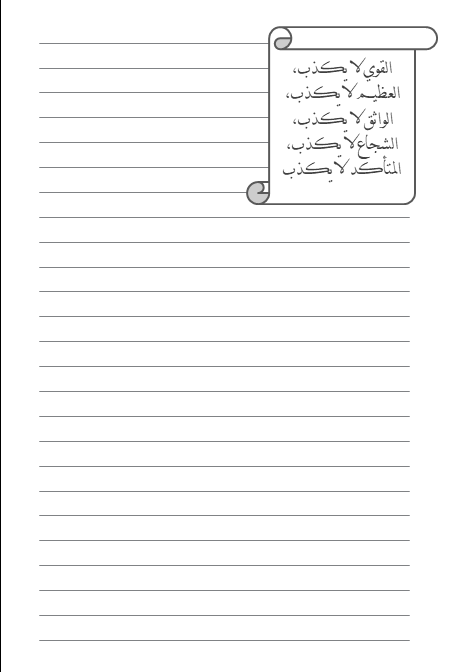 القوي لا يكذب،
العظيم لا يكذب،
الواثق لا يكذب،
الشجاع لا يكذب،
المتأكد لا يكذب